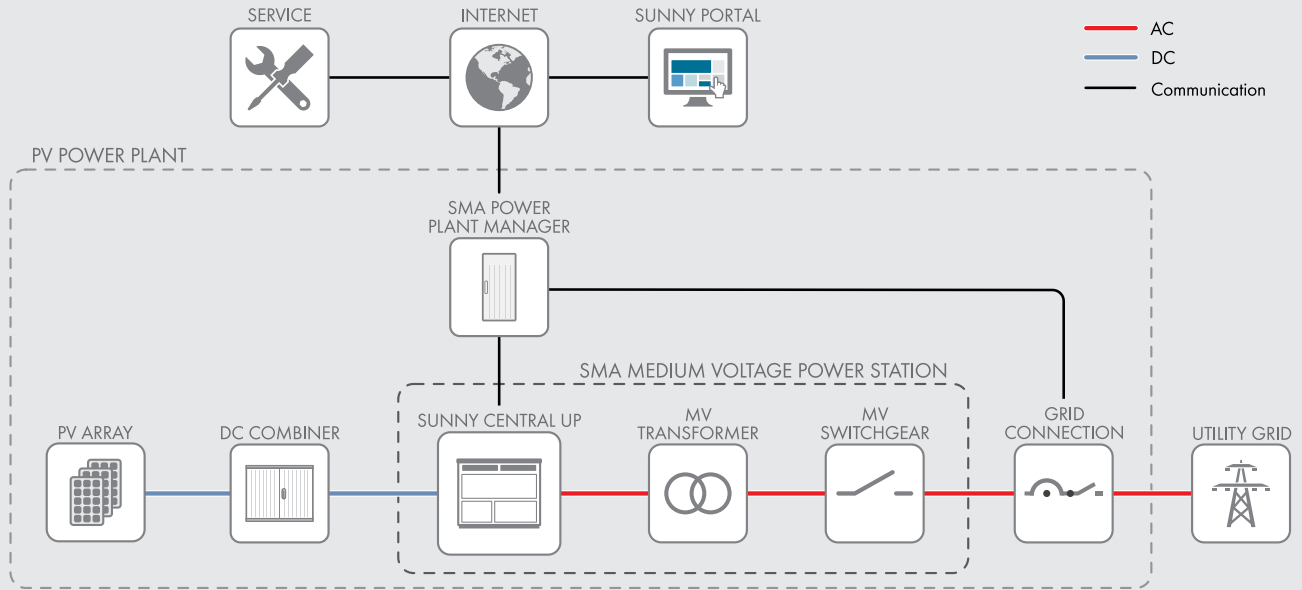 SERVICE
INTERNET
SUNNY PORTAL
AC
DC
Communication
PV POWER PLANT
SMA POWER
PLANT MANAGER
SMA MEDIUM VOLTAGE POWER STATION
PV ARRAY
DC COMBINER
SUNNY CENTRAL UP
MV
TRANSFORMER
MV
SWITCHGEAR
GRID
CONNECTION
UTILITY GRID